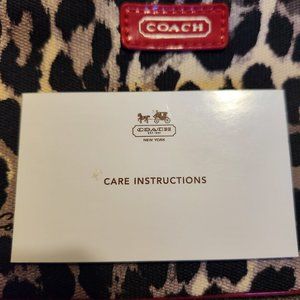 COACH
COACH
EST. 1941
NEW YORK
CARE INSTRUCTIONS